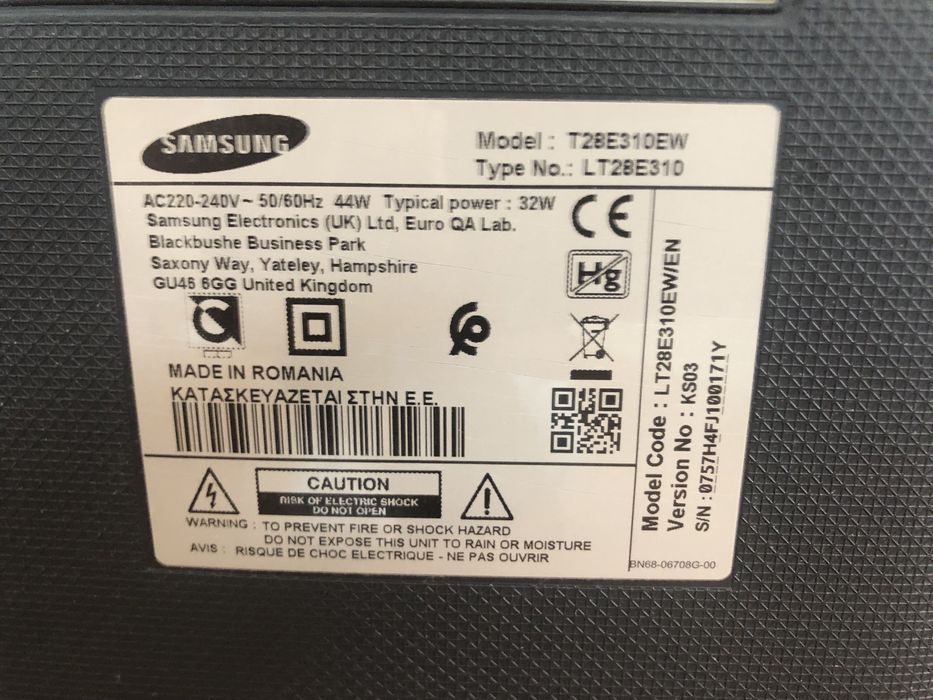 SAMSUNG
Model : T28E310EW
Type No.: LT28E310
AC220-240V~ 50/60Hz 44W Typical power : 32W
Samsung Electronics (UK) Ltd, Euro QA Lab.
Blackbushe Business Park
Saxony Way, Yateley, Hampshire
GU46 6GG United Kingdom
CE
Hg
MADE IN ROMANIA
ΚΑΤΑΣΚΕΥΑΖΕΤΑΙ ΣΤΗΝ Ε.Ε.
CAUTION
RISK OF ELECTRIC SHOCK
DO NOT OPEN
WARNING : TO PREVENT FIRE OR SHOCK HAZARD
DO NOT EXPOSE THIS UNIT TO RAIN OR MOISTURE
AVIS : RISQUE DE CHOC ELECTRIQUE - NE PAS OUVRIR
Model Code : LT28E310EW/EN
Version No : KS03
S/N : 0757H4FJ100171Y
BN68-06708G-00